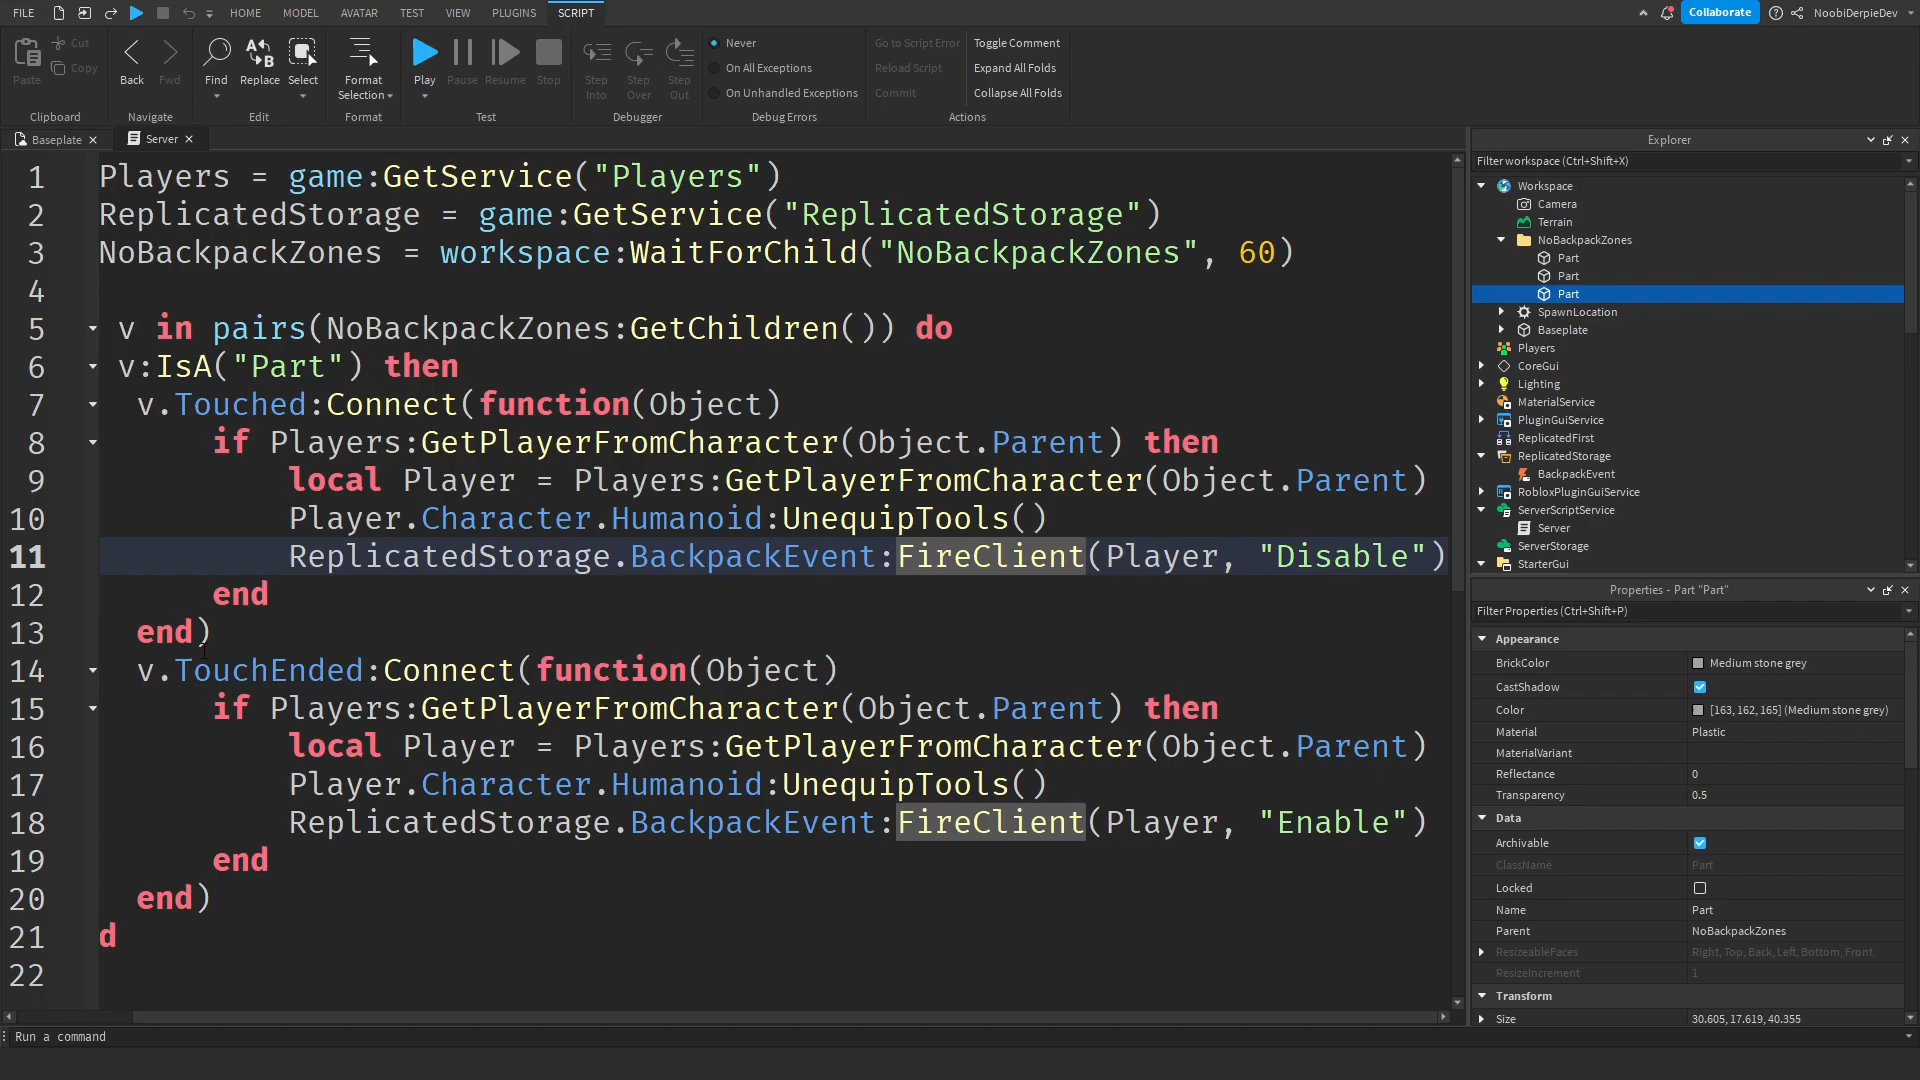 FILE HOME MODEL AVATAR TEST VIEW PLUGINS SCRIPT Collaborate NoobiDerpieDev
Paste Cut Copy
Clipboard
Back Fwd
Navigate
Find Replace Select
Edit
Format Selection
Format
Play Pause Resume Stop
Test
Step Into Step Over Step Out
Debugger
Never
On All Exceptions
On Unhandled Exceptions
Debug Errors
Go to Script Error Toggle Comment
Reload Script Expand All Folds
Commit Collapse All Folds
Actions
Baseplate Server
1 Players = game:GetService("Players")
2 ReplicatedStorage = game:GetService("ReplicatedStorage")
3 NoBackpackZones = workspace:WaitForChild("NoBackpackZones", 60)
4
5 v in pairs(NoBackpackZones:GetChildren()) do
6 v:IsA("Part") then
7 v.Touched:Connect(function(Object)
8 if Players:GetPlayerFromCharacter(Object.Parent) then
9 local Player = Players:GetPlayerFromCharacter(Object.Parent)
10 Player.Character.Humanoid:UnequipTools()
11 ReplicatedStorage.BackpackEvent:FireClient(Player, "Disable")
12 end
13 end)
14 v.TouchEnded:Connect(function(Object)
15 if Players:GetPlayerFromCharacter(Object.Parent) then
16 local Player = Players:GetPlayerFromCharacter(Object.Parent)
17 Player.Character.Humanoid:UnequipTools()
18 ReplicatedStorage.BackpackEvent:FireClient(Player, "Enable")
19 end
20 end)
21 d
22
Run a command
Explorer
Filter workspace (Ctrl+Shift+X)
Workspace
Camera
Terrain
NoBackpackZones
Part
Part
Part
SpawnLocation
Baseplate
Players
CoreGui
Lighting
MaterialService
PluginGuiService
ReplicatedFirst
ReplicatedStorage
BackpackEvent
RobloxPluginGuiService
ServerScriptService
Server
ServerStorage
StarterGui
Properties - Part "Part"
Filter Properties (Ctrl+Shift+P)
Appearance
BrickColor Medium stone grey
CastShadow
Color [163, 162, 165] (Medium stone grey)
Material Plastic
MaterialVariant
Reflectance 0
Transparency 0.5
Data
Archivable
ClassName Part
Locked
Name Part
Parent NoBackpackZones
ResizeableFaces Right, Top, Back, Left, Bottom, Front
ResizeIncrement 1
Transform
Size 30.605, 17.619, 40.355